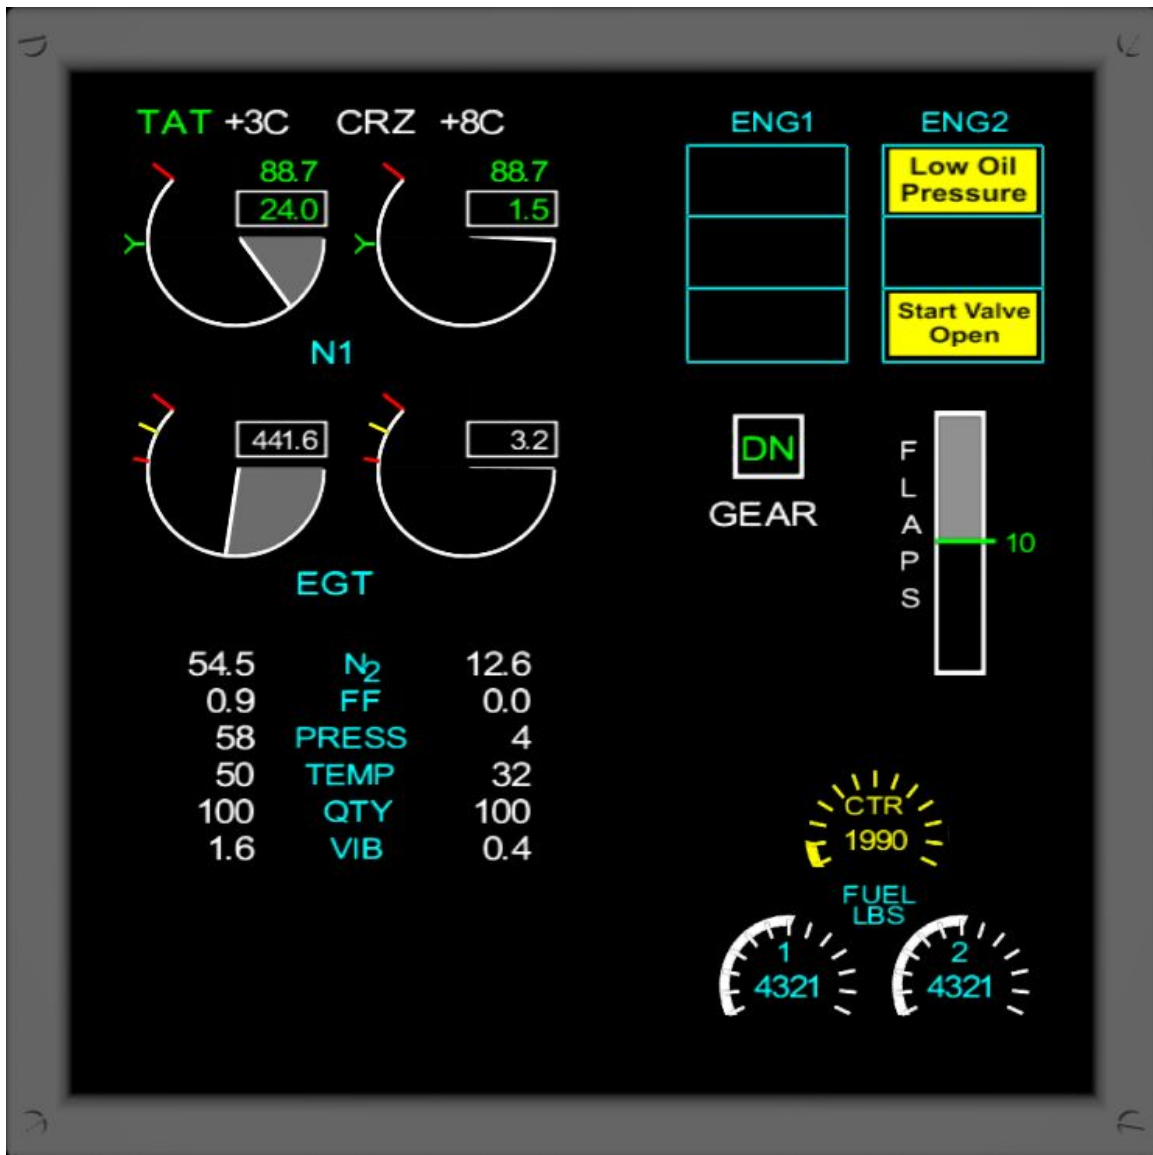 TAT +3C CRZ +8C
88.7 88.7
24.0 1.5
N1
441.6 3.2
EGT
54.5 N2 12.6
0.9 FF 0.0
58 PRESS 4
50 TEMP 32
100 QTY 100
1.6 VIB 0.4
ENG1 ENG2
Low Oil
Pressure
Start Valve
Open
DN
GEAR
FLAPS
10
CTR
1990
FUEL
LBS
1 2
4321 4321